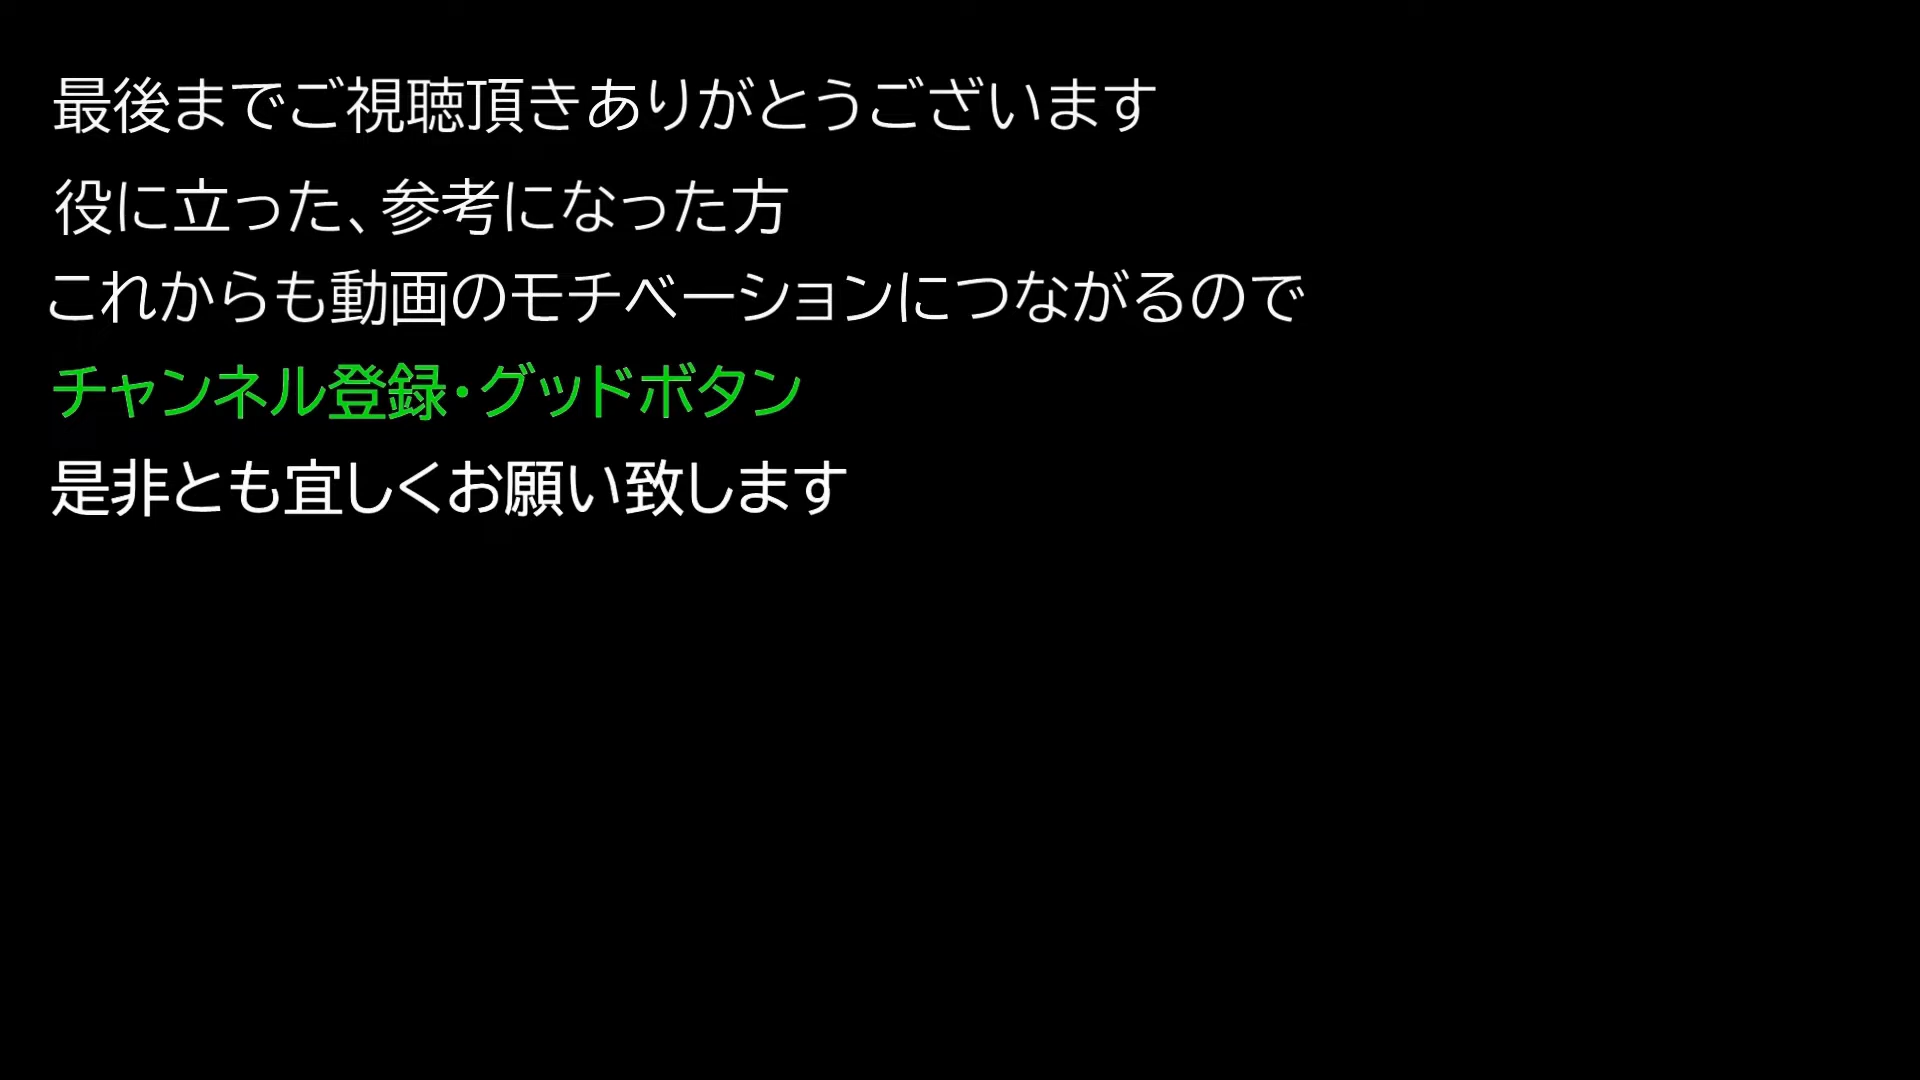 最後までご視聴頂きありがとうございます
役に立った、参考になった方
これからも動画のモチベーションにつながるので
チャンネル登録・グッドボタン
是非とも宜しくお願い致します